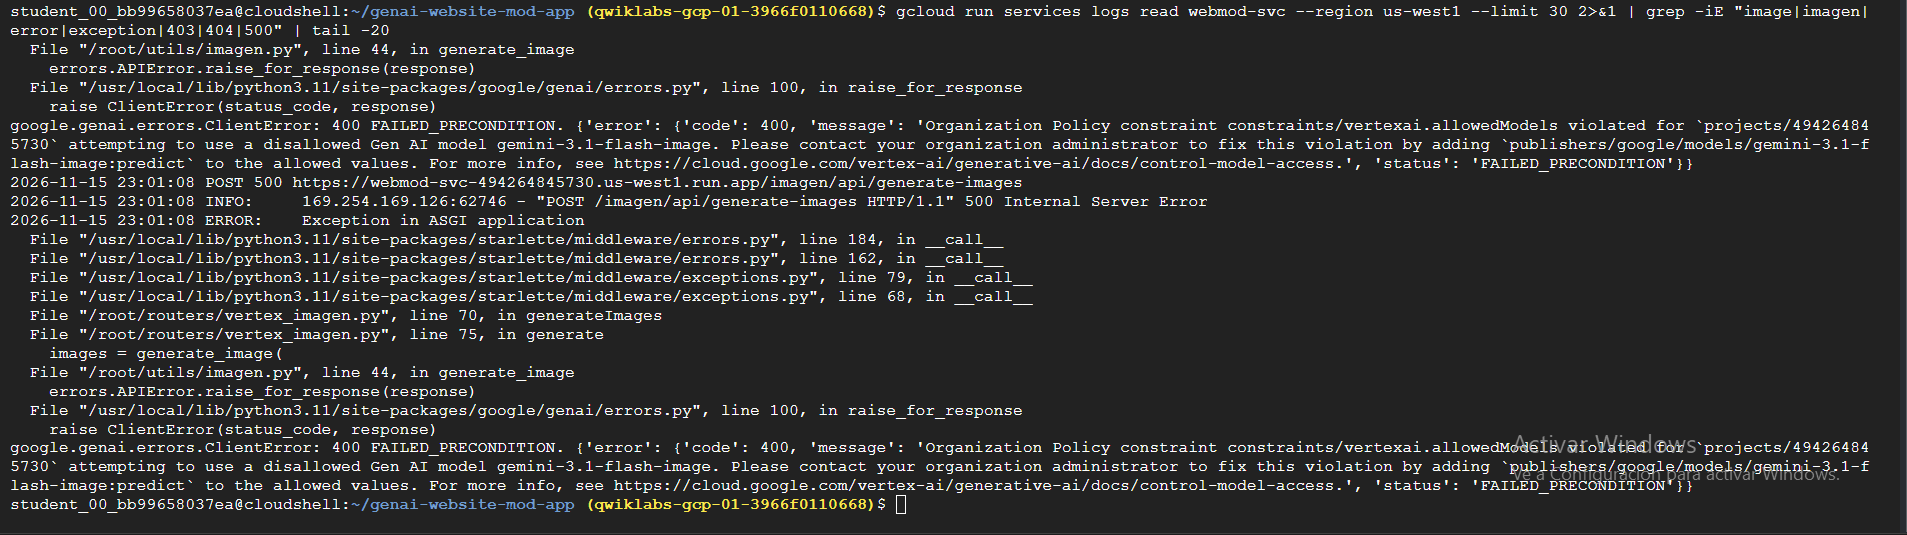 student_00_bb99658037ea@cloudshell:~/genai-website-mod-app (qwiklabs-gcp-01-3966f0110668)$ gcloud run services logs read webmod-svc --region us-west1 --limit 30 2>&1 | grep -iE "image|imagen|
error|exception|403|404|500" | tail -20
  File "/root/utils/imagen.py", line 44, in generate_image
    errors.APIError.raise_for_response(response)
  File "/usr/local/lib/python3.11/site-packages/google/genai/errors.py", line 100, in raise_for_response
    raise ClientError(status_code, response)
google.genai.errors.ClientError: 400 FAILED_PRECONDITION. {'error': {'code': 400, 'message': 'Organization Policy constraint constraints/vertexai.allowedModels violated for `projects/49426484
5730` attempting to use a disallowed Gen AI model gemini-3.1-flash-image. Please contact your organization administrator to fix this violation by adding `publishers/google/models/gemini-3.1-f
lash-image:predict` to the allowed values. For more info, see https://cloud.google.com/vertex-ai/generative-ai/docs/control-model-access.', 'status': 'FAILED_PRECONDITION'}}
2026-11-15 23:01:08 POST 500 https://webmod-svc-494264845730.us-west1.run.app/imagen/api/generate-images
2026-11-15 23:01:08 INFO:     169.254.169.126:62746 - "POST /imagen/api/generate-images HTTP/1.1" 500 Internal Server Error
2026-11-15 23:01:08 ERROR:    Exception in ASGI application
  File "/usr/local/lib/python3.11/site-packages/starlette/middleware/errors.py", line 184, in __call__
  File "/usr/local/lib/python3.11/site-packages/starlette/middleware/errors.py", line 162, in __call__
  File "/usr/local/lib/python3.11/site-packages/starlette/middleware/exceptions.py", line 79, in __call__
  File "/usr/local/lib/python3.11/site-packages/starlette/middleware/exceptions.py", line 68, in __call__
  File "/root/routers/vertex_imagen.py", line 70, in generateImages
  File "/root/routers/vertex_imagen.py", line 75, in generate
    images = generate_image(
  File "/root/utils/imagen.py", line 44, in generate_image
    errors.APIError.raise_for_response(response)
  File "/usr/local/lib/python3.11/site-packages/google/genai/errors.py", line 100, in raise_for_response
    raise ClientError(status_code, response)
google.genai.errors.ClientError: 400 FAILED_PRECONDITION. {'error': {'code': 400, 'message': 'Organization Policy constraint constraints/vertexai.allowedModels violated for `projects/49426484
5730` attempting to use a disallowed Gen AI model gemini-3.1-flash-image. Please contact your organization administrator to fix this violation by adding `publishers/google/models/gemini-3.1-f
lash-image:predict` to the allowed values. For more info, see https://cloud.google.com/vertex-ai/generative-ai/docs/control-model-access.', 'status': 'FAILED_PRECONDITION'}}
student_00_bb99658037ea@cloudshell:~/genai-website-mod-app (qwiklabs-gcp-01-3966f0110668)$
Activar Windows
Ve a Configuración para activar Windows.